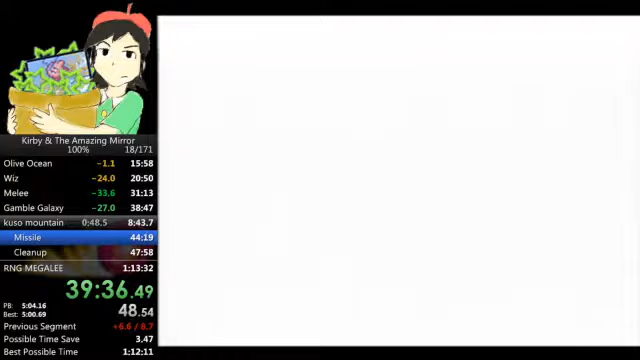 Kirby & The Amazing Mirror
100% 18/171
Olive Ocean −1.1 15:58
Wiz −24.0 20:50
Melee −33.6 31:13
Gamble Galaxy −27.0 38:47
kuso mountain 0:48.5 8:43.7
Missile 44:19
Cleanup 47:58
RNG MEGALEE 1:13:32
39:36.49
PB: 5:04.16
Best: 5:00.69
48.54
Previous Segment +6.6 / 8.7
Possible Time Save 3.47
Best Possible Time 1:12:11